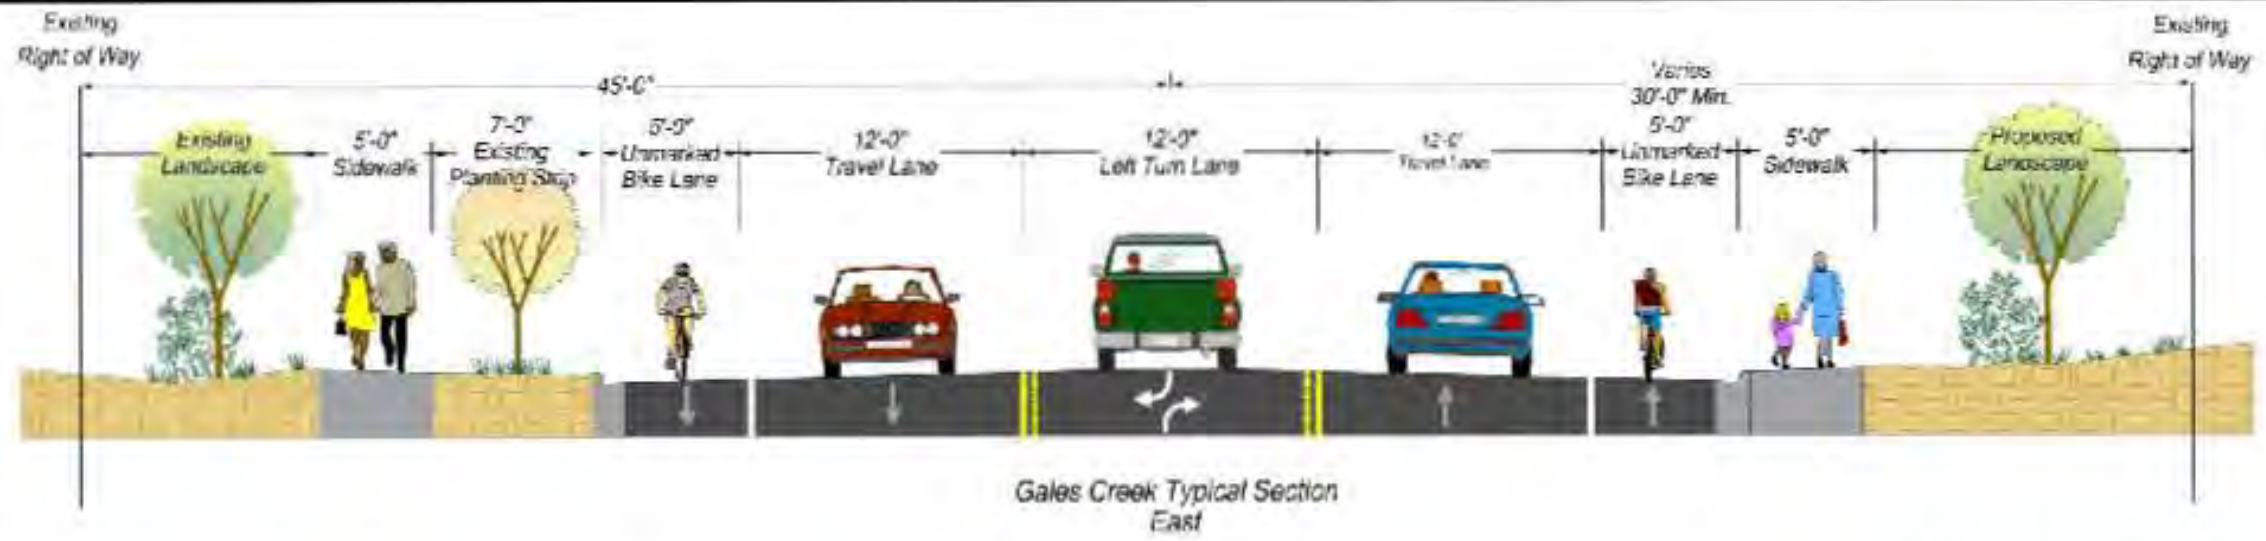 Existing
Right of Way
Existing
Right of Way
45'-0"
Varies
30'-0" Min.
Existing
Landscape
5'-0"
Sidewalk
7'-0"
Existing
Planting Strip
5'-0"
Unmarked
Bike Lane
12'-0"
Travel Lane
12'-0"
Left Turn Lane
12'-0"
Travel Lane
5'-0"
Unmarked
Bike Lane
5'-0"
Sidewalk
Proposed
Landscape
Gales Creek Typical Section
East